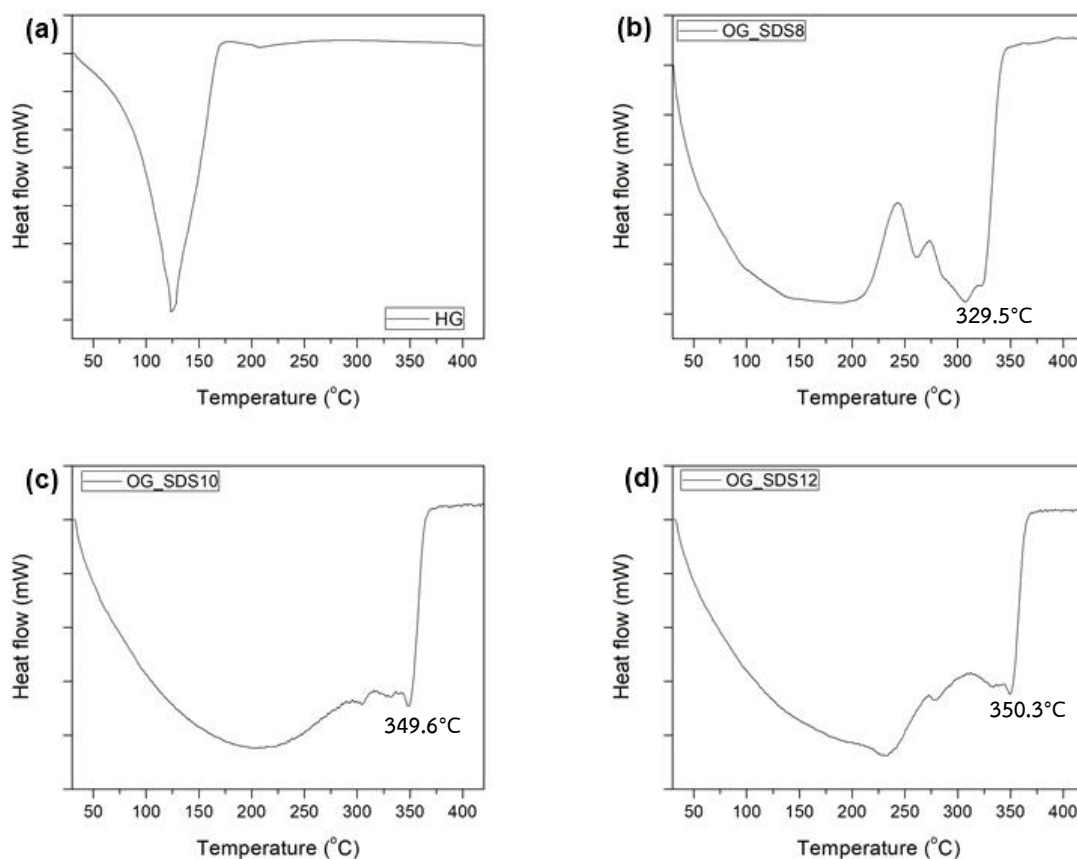 (a)
Heat flow (mW)
HG
50 100 150 200 250 300 350 400
Temperature (°C)
(b)
OG_SDS8
Heat flow (mW)
329.5°C
50 100 150 200 250 300 350 400
Temperature (°C)
(c)
OG_SDS10
Heat flow (mW)
349.6°C
50 100 150 200 250 300 350 400
Temperature (°C)
(d)
OG_SDS12
Heat flow (mW)
350.3°C
50 100 150 200 250 300 350 400
Temperature (°C)